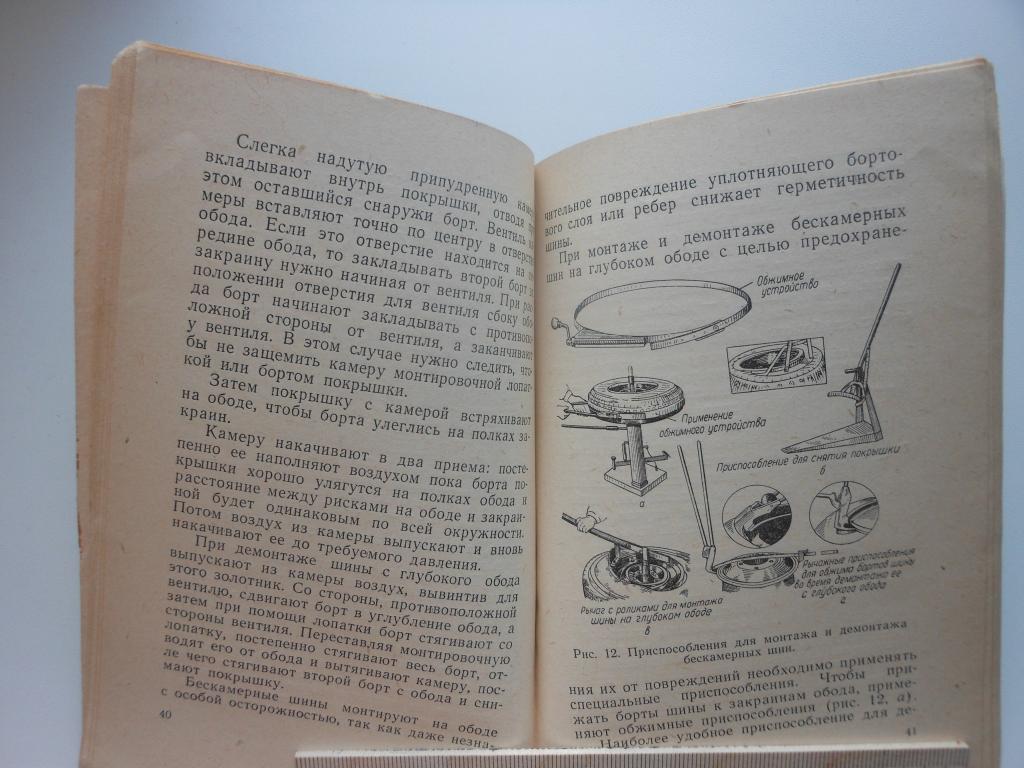 Слегка надутую припудренную
вкладывают внутрь покрышки, отводя
этом оставшийся снаружи борт. Вентиль
меры вставляют точно по центру в отверстие
обода. Если это отверстие находится на
редине обода, то закладывать второй борт за
закраину нужно начиная от вентиля. При
положении отверстия для вентиля сбоку обо-
да борт начинают закладывать с противопо-
ложной стороны от вентиля, а заканчивают
у вентиля. В этом случае нужно следить, что-
бы не защемить камеру монтировочной лопат-
кой или бортом покрышки.
Затем покрышку с камерой встряхивают
на ободе, чтобы борта улеглись на полках за-
краин.
Камеру накачивают в два приема: посте-
пенно ее наполняют воздухом пока борта по-
крышки хорошо улягутся на полках обода и
расстояние между рисками на ободе и закраи-
ной будет одинаковым по всей окружности.
Потом воздух из камеры выпускают и вновь
накачивают ее до требуемого давления.
При демонтаже шины с глубокого обода
выпускают из камеры воздух, вывинтив для
этого золотник. Со стороны, противоположной
вентилю, сдвигают борт в углубление обода, а
затем при помощи лопатки борт стягивают со
стороны вентиля. Переставляя монтировочную
лопатку, постепенно стягивают весь борт, от-
водят его от обода и вытягивают камеру, пос-
ле чего стягивают второй борт с обода и сни-
мают покрышку.
Бескамерные шины монтируют на ободе
с особой осторожностью, так как даже незна-
40
чительное повреждение уплотняющего борто-
вого слоя или ребер снижает герметичность
шины.
При монтаже и демонтаже бескамерных
шин на глубоком ободе с целью предохране-
Обжимное
устройство
Применение
обжимного устройства
а
Приспособление для снятия покрышки
б
Рычаг с роликами для монтажа
шины на глубоком ободе
в
Рычажные приспособления
для обжима бортов шины
во время демонтажа ее
с глубокого обода
г
Рис. 12. Приспособления для монтажа и демонтажа
бескамерных шин.
ния их от повреждений необходимо применять
специальные приспособления. Чтобы при-
жать борты шины к закраинам обода, приме-
няют обжимные приспособления (рис. 12, а).
Наиболее удобное приспособление для де-
41